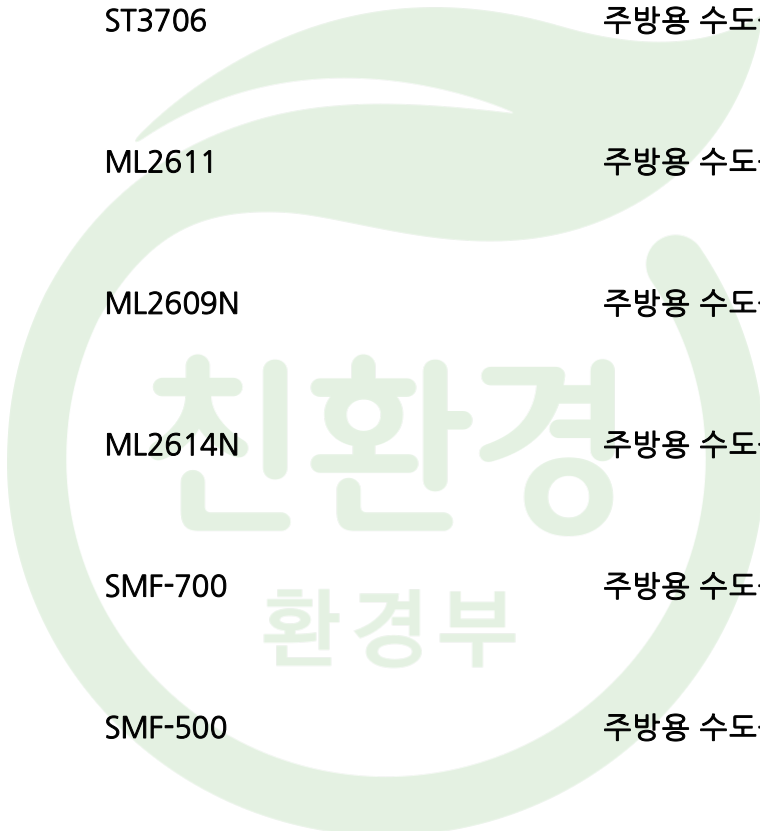 ST3706 주방용 수도
ML2611 주방용 수도
ML2609N 주방용 수도
친환경
ML2614N 주방용 수도
SMF-700 주방용 수도
환경부
SMF-500 주방용 수도